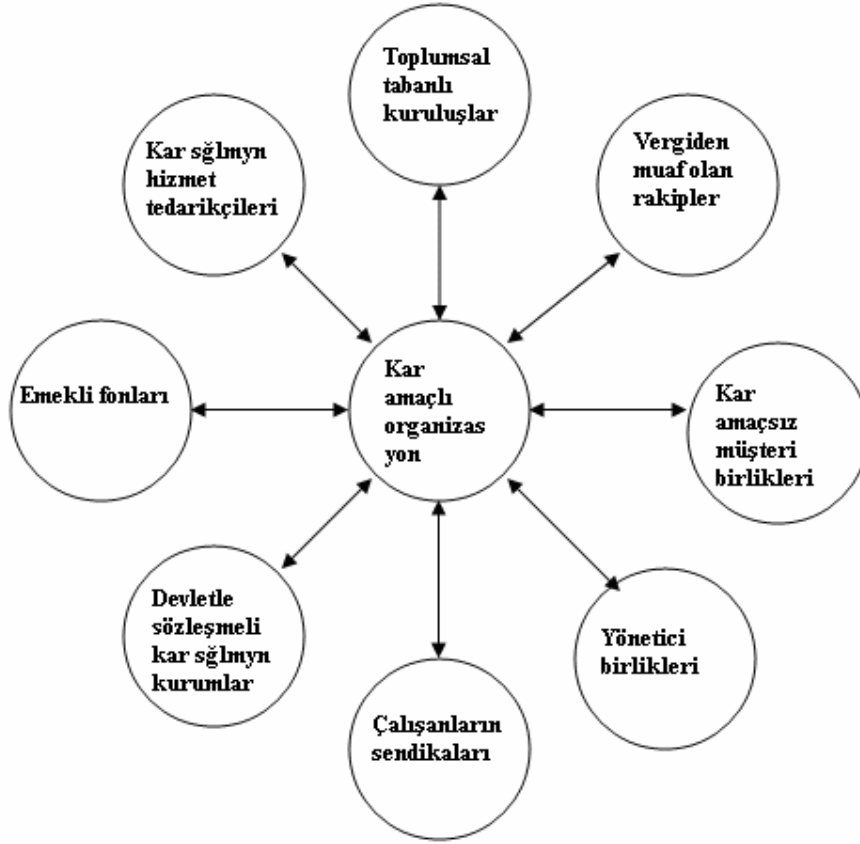 Toplumsal
tabanlı
kuruluşlar
Kar sğlmyn
hizmet
tedarikçileri
Vergiden
muaf olan
rakipler
Emekli fonları
Kar
amaçlı
organizas
yon
Kar
amaçsız
müşteri
birlikleri
Devletle
sözleşmeli
kar sğlmyn
kurumlar
Yönetici
birlikleri
Çalışanların
sendikaları